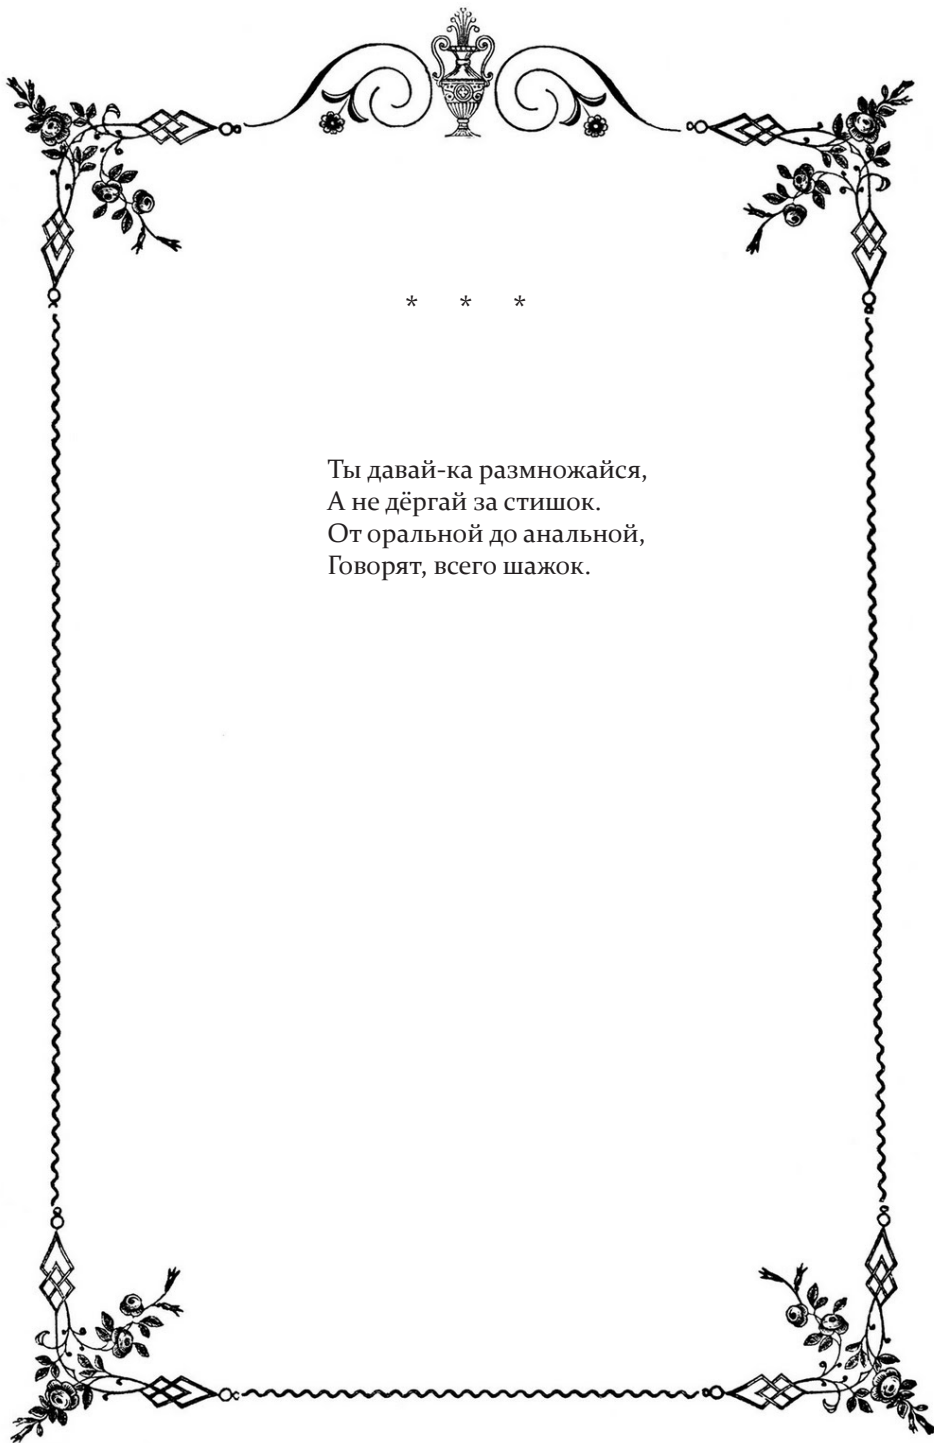 * * *
Ты давай-ка размножайся,
А не дёргай за стишок.
От оральной до анальной,
Говорят, всего шажок.